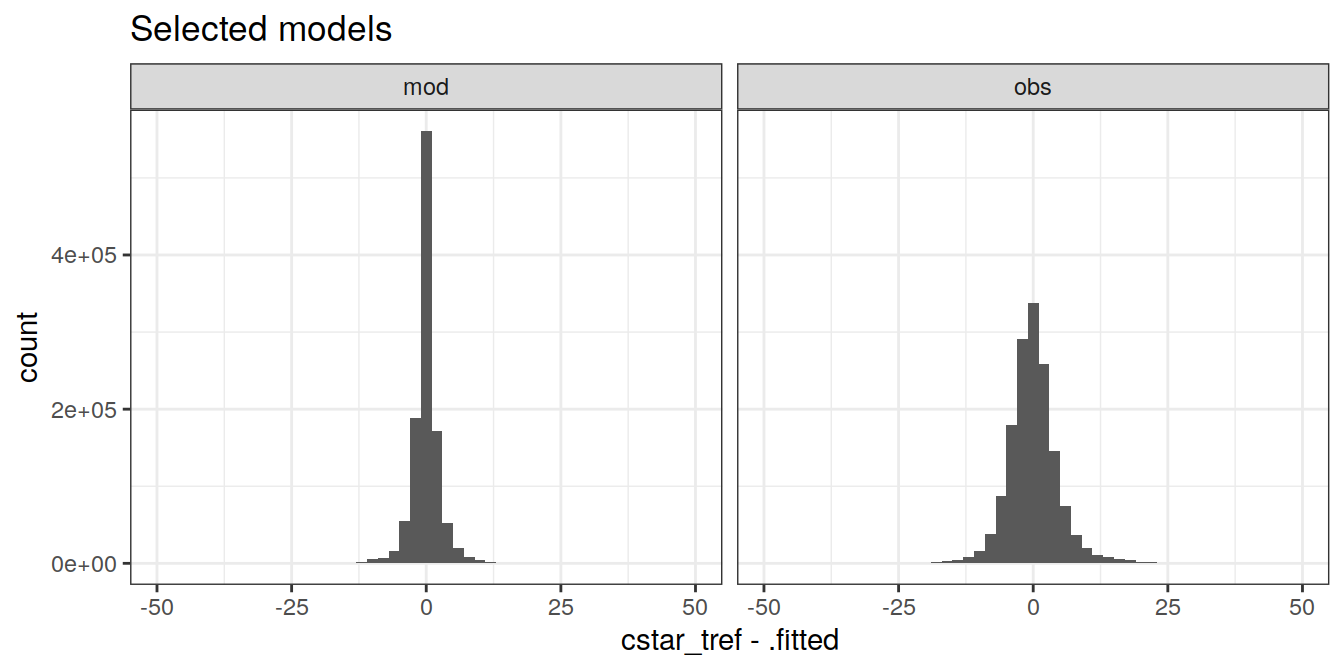 Selected models
mod obs
count
4e+05
2e+05
0e+00
-50 -25 0 25 50 -50 -25 0 25 50
cstar_tref - .fitted